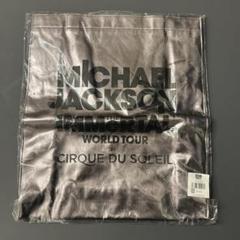 MICHAEL
JACKSON
IMMORTAL
WORLD TOUR
CIRQUE DU SOLEIL